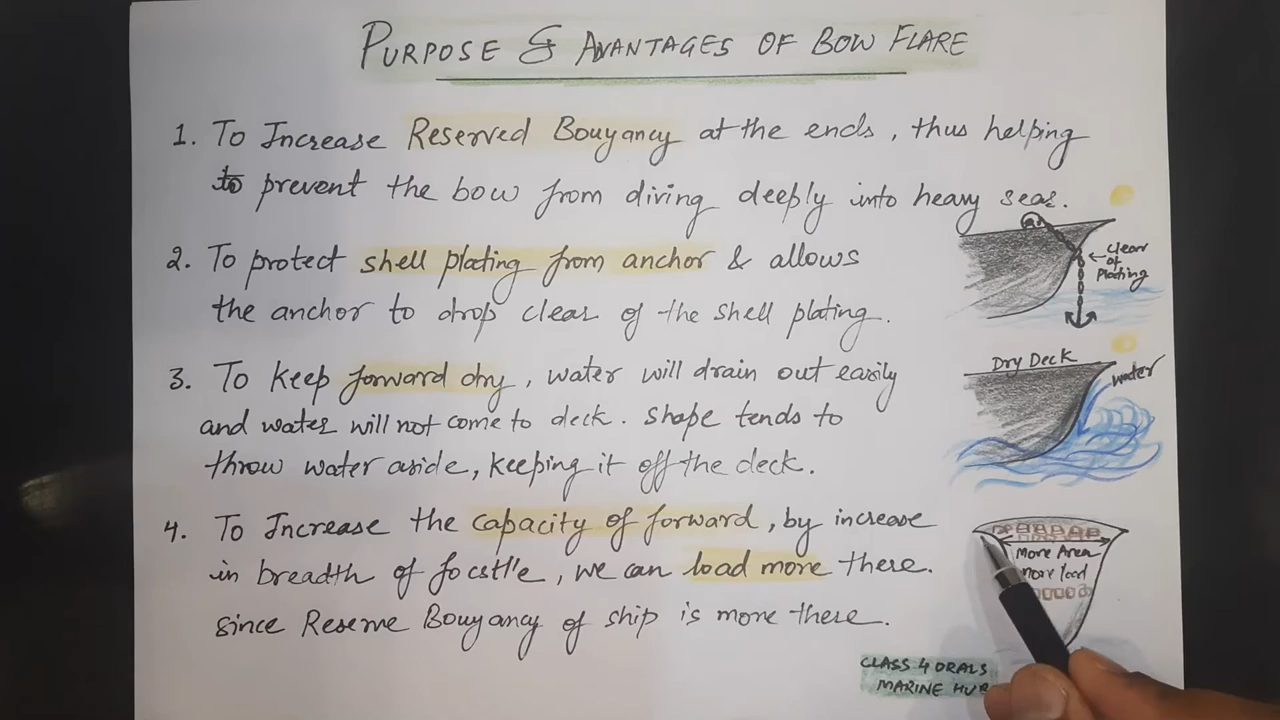 PURPOSE & AVANTAGES OF BOW FLARE
1. To Increase Reserved Bouyancy at the ends, thus helping
to prevent the bow from diving deeply into heavy seas.
2. To protect shell plating from anchor & allows
the anchor to drop clear of the shell plating.
clear
of
Plating
3. To keep forward dry, water will drain out easily
and water will not come to deck. Shape tends to
throw water aside, keeping it off the deck.
Dry Deck
water
4. To Increase the capacity of forward, by increase
in breadth of focstle, we can load more there.
since Reserve Bouyancy of ship is more there.
More Area
more load
CLASS 4 ORALS
MARINE HUB